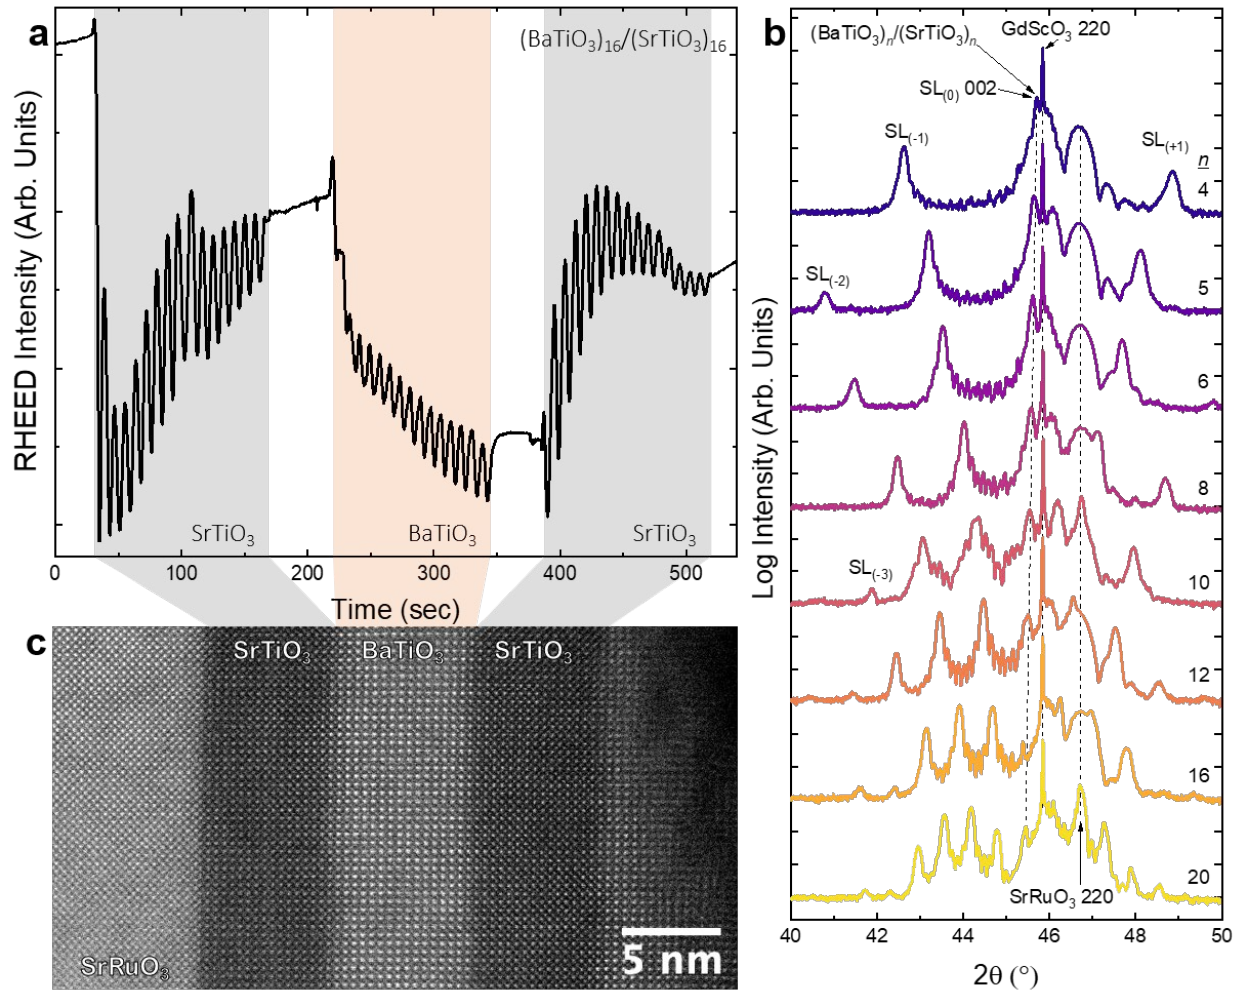 a
(BaTiO3)16/(SrTiO3)16
RHEED Intensity (Arb. Units)
SrTiO3
BaTiO3
SrTiO3
0
100
200
300
400
500
Time (sec)
b
(BaTiO3)n/(SrTiO3)n
GdScO3 220
SL(0) 002
SL(-1)
SL(+1)
n
4
SL(-2)
5
6
8
SL(-3)
10
12
16
20
SrRuO3 220
Log Intensity (Arb. Units)
40
42
44
46
48
50
2θ (°)
c
SrTiO3
BaTiO3
SrTiO3
SrRuO3
5 nm